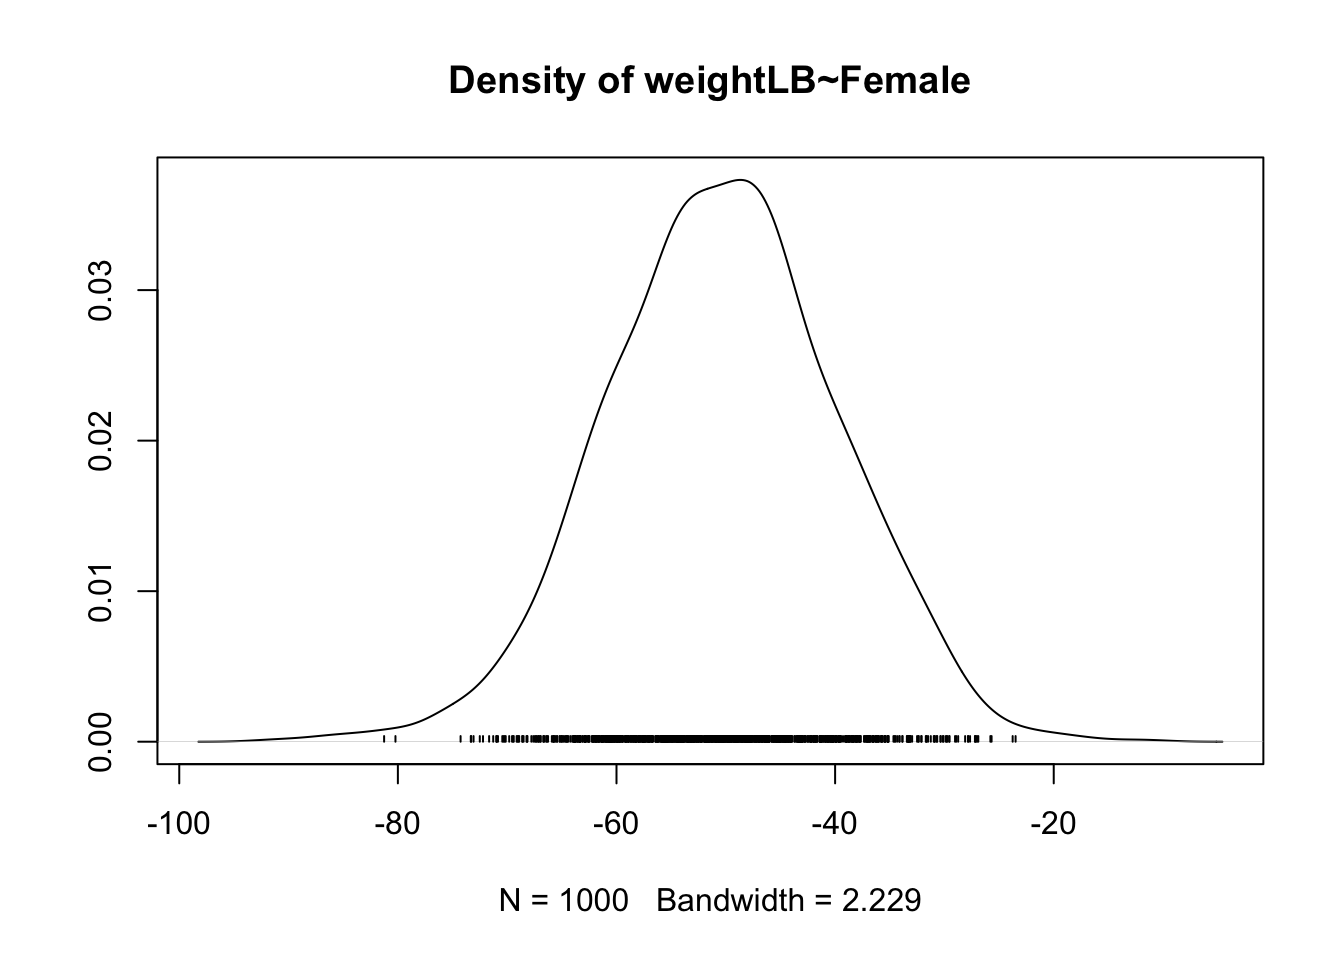 Density of weightLB~Female
0.03
0.02
0.01
0.00
-100 -80 -60 -40 -20
N = 1000 Bandwidth = 2.229